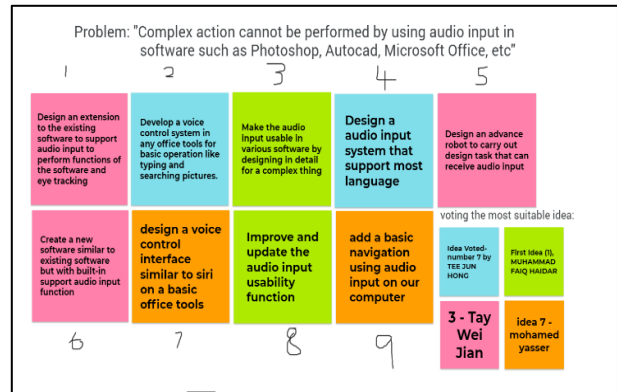 Problem: "Complex action cannot be performed by using audio input in
software such as Photoshop, Autocad, Microsoft Office, etc"
1 2 3 4 5
Design an extension
to the existing
software to support
audio input to
perform functions of
the software and
eye tracking
Develop a voice
control system in
any office tools for
basic operation like
typing and
searching pictures.
Make the audio
input usable in
various software by
designing in detail
for a complex thing
Design a
audio input
system that
support most
language
Design an advance
robot to carry out
design task that can
receive audio input
Create a new
software similar to
existing software
but with built-in
support audio input
function
design a voice
control
interface
similar to siri
on a basic
office tools
Improve and
update the
audio input
usability
function
add a basic
navigation
using audio
input on our
computer
6 7 8 9
voting the most suitable idea:
Idea Voted-
number 7 by
TEE JUN
HONG
First Idea (1),
MUHAMMAD
FAIQ HAIDAR
3 - Tay
Wei
Jian
idea 7 -
mohamed
yasser